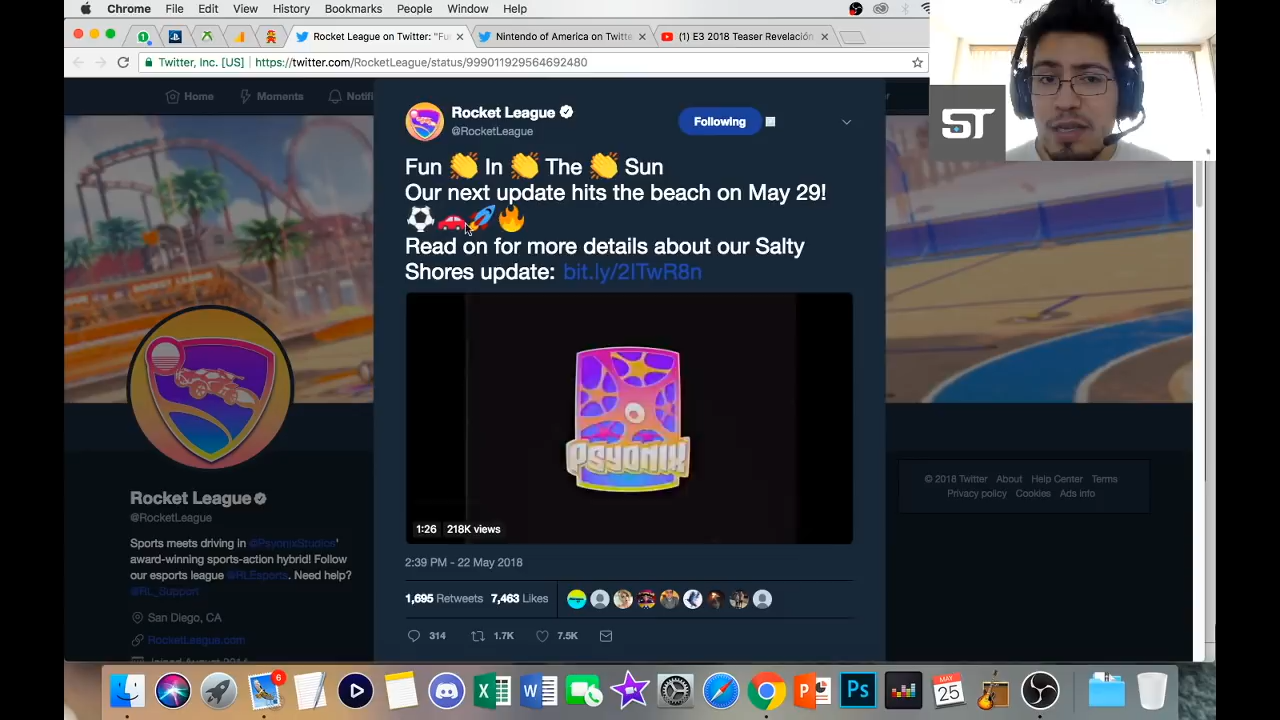 Chrome File Edit View History Bookmarks People Window Help
Rocket League on Twitter: "Fu
Nintendo of America on Twitte
(1) E3 2018 Teaser Revelación
Twitter, Inc. [US] https://twitter.com/RocketLeague/status/999011929564692480
Home Moments Notifi
Rocket League
@RocketLeague
Following
ST
Fun 👏 In 👏 The 👏 Sun
Our next update hits the beach on May 29!
⚽🚗🚀🔥
Read on for more details about our Salty
Shores update: bit.ly/2ITwR8n
PSYONIX
1:26 218K views
2:39 PM - 22 May 2018
1,695 Retweets 7,463 Likes
314 1.7K 7.5K
Rocket League
@RocketLeague
Sports meets driving in @PsyonixStudios'
award-winning sports-action hybrid! Follow
our esports league @RLEsports. Need help?
@RL_Support
San Diego, CA
RocketLeague.com
© 2018 Twitter About Help Center Terms
Privacy policy Cookies Ads info
6
MAY
25